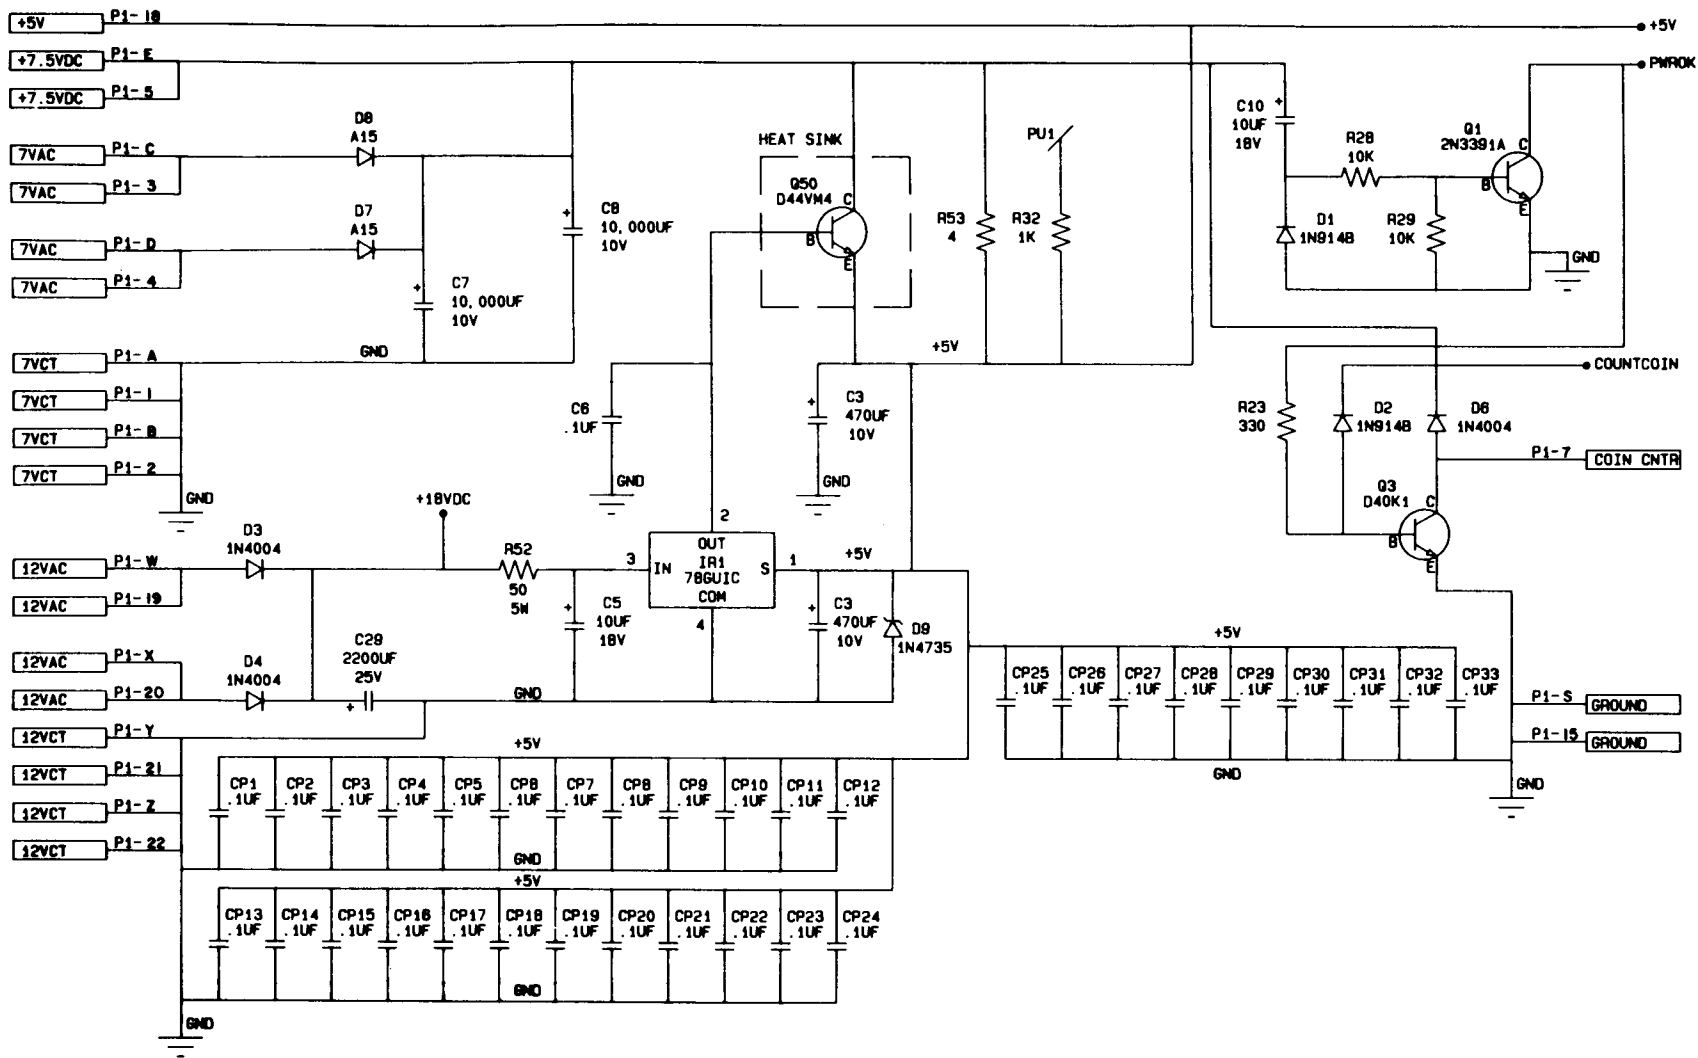 +5V P1-18 +5V
+7.5VDC P1-E PWROK
+7.5VDC P1-5
D8
A15
7VAC P1-C
7VAC P1-3
D7
A15
7VAC P1-D
7VAC P1-4
C7
10,000UF
10V
C8
10,000UF
10V
GND
7VCT P1-A
7VCT P1-1
7VCT P1-B
7VCT P1-2
GND
HEAT SINK
Q50
D44VM4
C
B
E
R53
4
PU1
R32
1K
+5V
C10
+
10UF
18V
R28
10K
Q1
2N3391A
C
B
E
D1
1N914B
R29
10K
GND
C6
.1UF
GND
C3
470UF
10V
GND
COUNTCOIN
R23
330
D2
1N914B
D6
1N4004
P1-7 COIN CNTR
Q3
D40K1
C
B
E
+18VDC
D3
1N4004
12VAC P1-W
12VAC P1-19
R52
50
5W
2
OUT
3 IN IR1 S 1 +5V
78GUIC
COM
4
C5
10UF
18V
C3
470UF
10V
D9
1N4735
12VAC P1-X
12VAC P1-20
D4
1N4004
C29
2200UF
25V
GND
12VCT P1-Y
12VCT P1-21
12VCT P1-Z
12VCT P1-22
+5V
CP25 CP26 CP27 CP28 CP29 CP30 CP31 CP32 CP33
.1UF .1UF .1UF .1UF .1UF .1UF .1UF .1UF .1UF
GND
P1-S GROUND
P1-15 GROUND
GND
+5V
CP1 CP2 CP3 CP4 CP5 CP6 CP7 CP8 CP9 CP10 CP11 CP12
.1UF .1UF .1UF .1UF .1UF .1UF .1UF .1UF .1UF .1UF .1UF .1UF
GND
+5V
CP13 CP14 CP15 CP16 CP17 CP18 CP19 CP20 CP21 CP22 CP23 CP24
.1UF .1UF .1UF .1UF .1UF .1UF .1UF .1UF .1UF .1UF .1UF .1UF
GND
GND